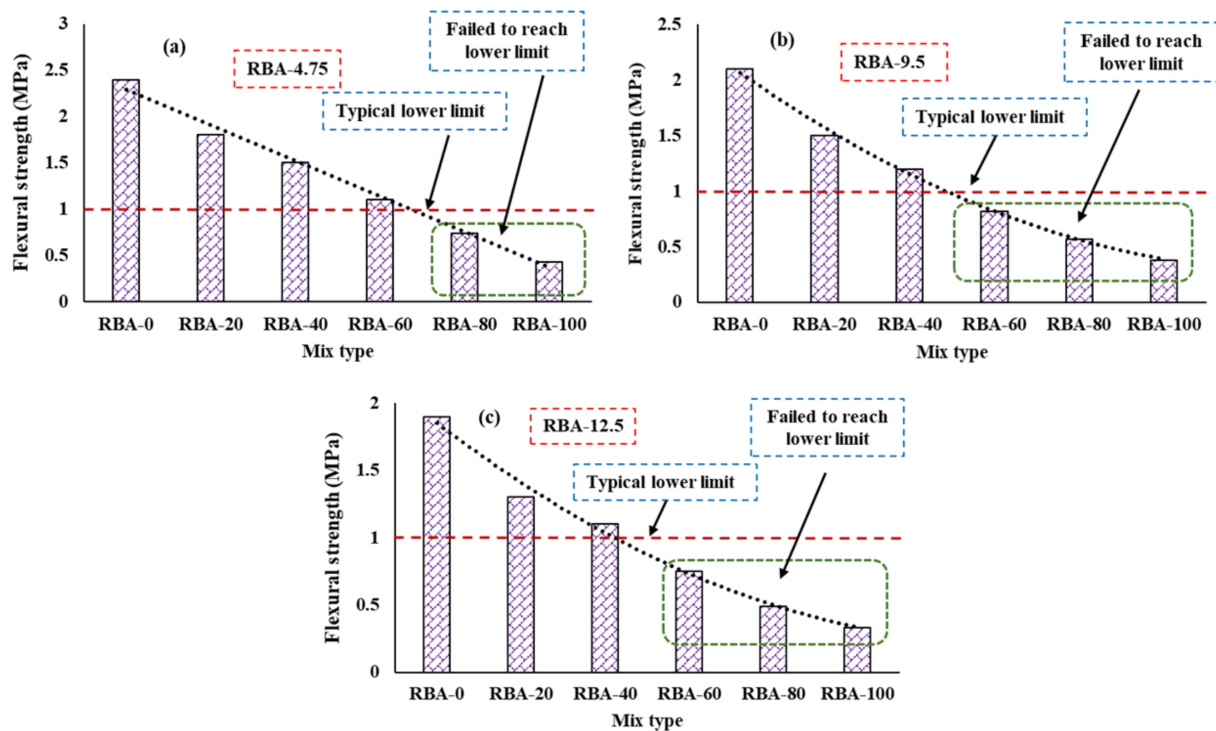 (a)
RBA-4.75
Failed to reach
lower limit
Typical lower limit
Flexural strength (MPa)
3
2.5
2
1.5
1
0.5
0
RBA-0 RBA-20 RBA-40 RBA-60 RBA-80 RBA-100
Mix type
(b)
RBA-9.5
Failed to reach
lower limit
Typical lower limit
Flexural strength (MPa)
2.5
2
1.5
1
0.5
0
RBA-0 RBA-20 RBA-40 RBA-60 RBA-80 RBA-100
Mix type
(c)
RBA-12.5
Failed to reach
lower limit
Typical lower limit
Flexural strength (MPa)
2
1.5
1
0.5
0
RBA-0 RBA-20 RBA-40 RBA-60 RBA-80 RBA-100
Mix type